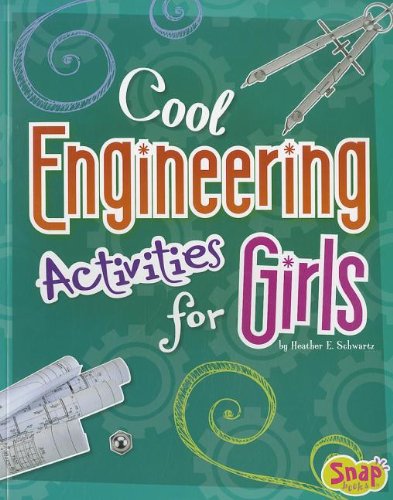 Cool
Engineering
Activities
for Girls
by Heather E. Schwartz
Snap
books